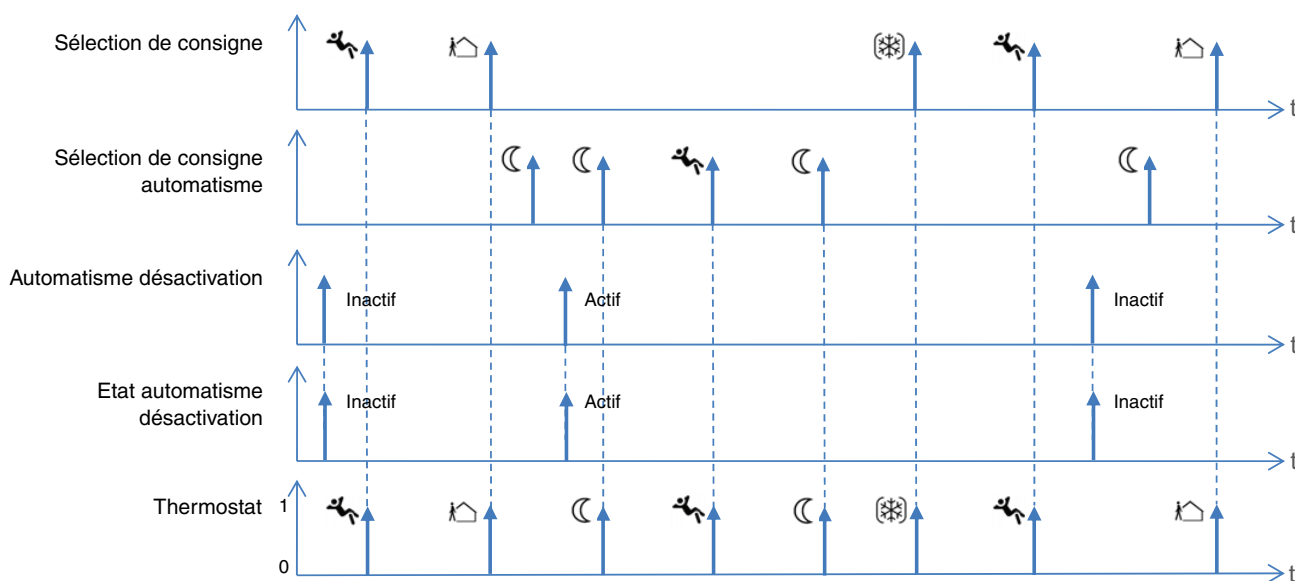 Sélection de consigne
t
Sélection de consigne
automatisme
t
Automatisme désactivation
Inactif
Actif
Inactif
t
Etat automatisme
désactivation
Inactif
Actif
Inactif
t
Thermostat
1
0
t